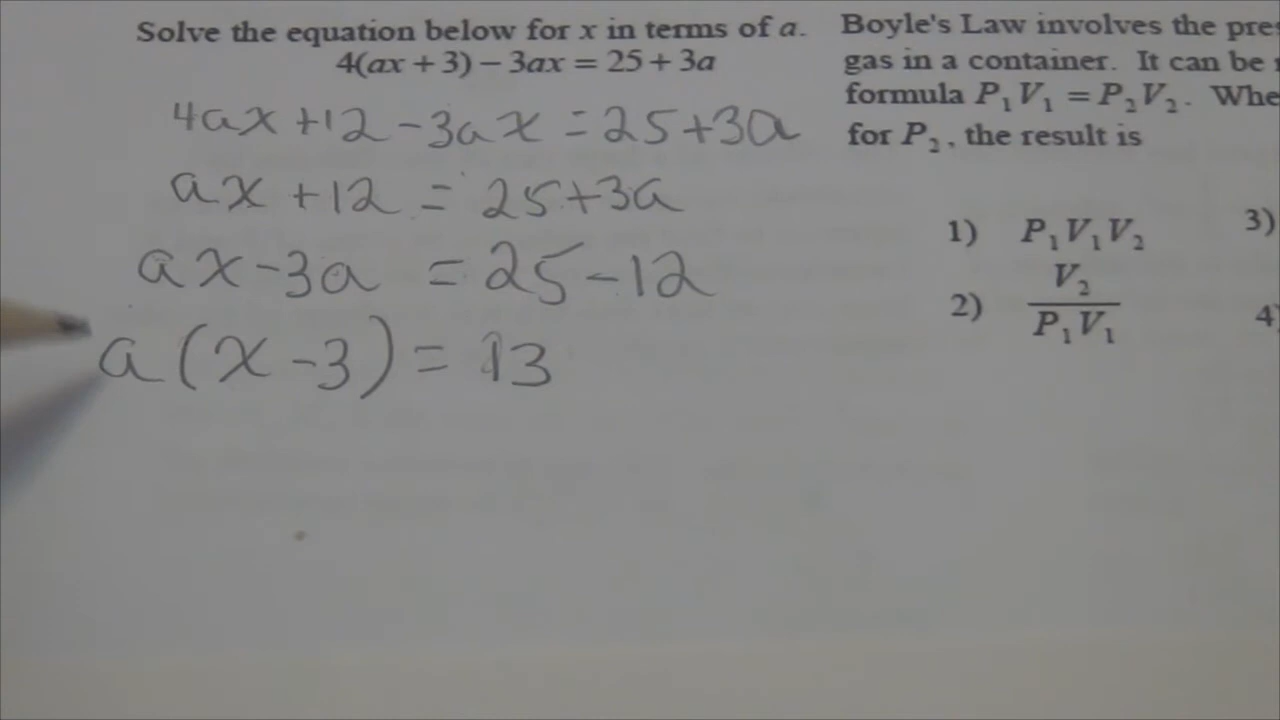 Solve the equation below for x in terms of a.
4(ax + 3) − 3ax = 25 + 3a
4ax + 12 − 3ax = 25 + 3a
ax + 12 = 25 + 3a
ax − 3a = 25 − 12
a(x − 3) = 13
Boyle's Law involves the
gas in a container. It can be
formula P₁V₁ = P₂V₂.
for P₂, the result is
1) P₁V₁V₂
2) V₂
P₁V₁
3)
4